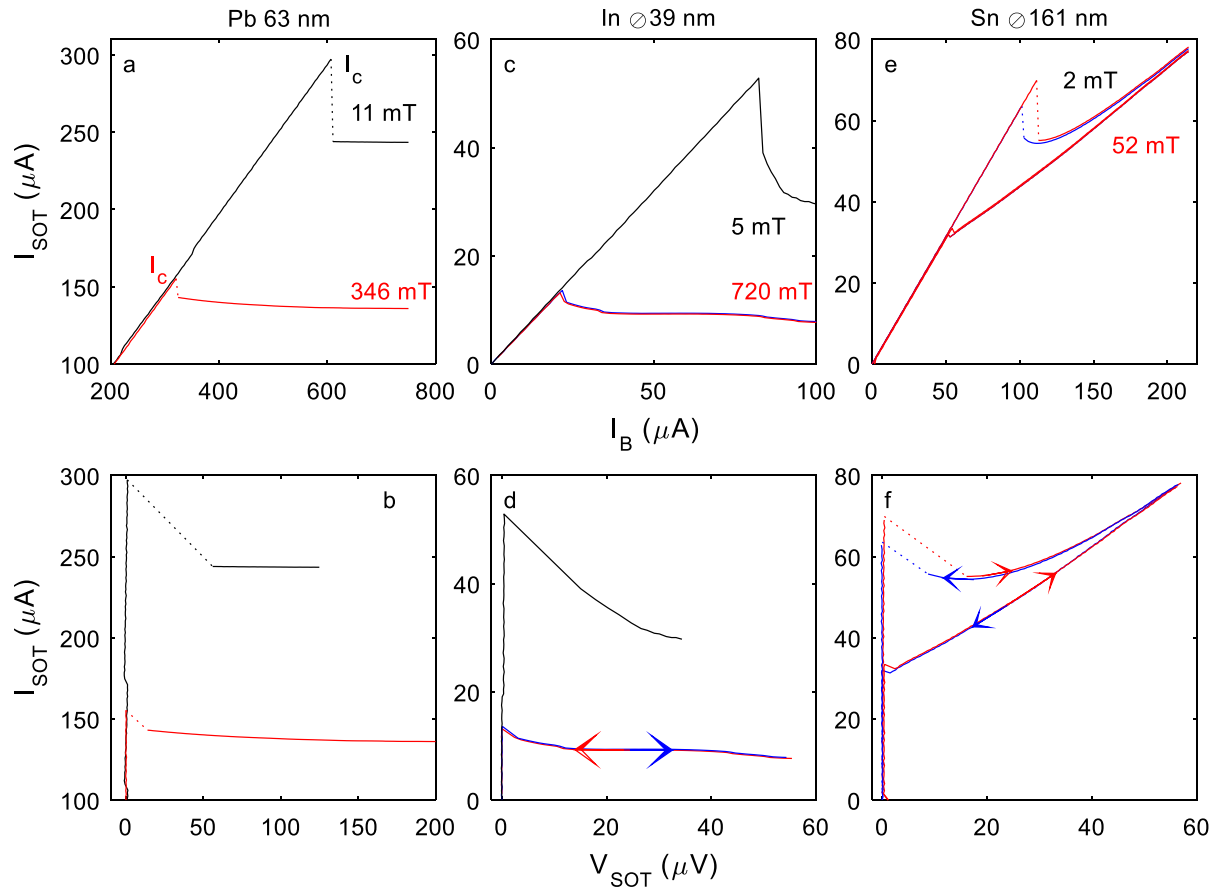 Pb 63 nm
In ∅39 nm
Sn ∅161 nm
a
I_c
11 mT
I_c
346 mT
300
250
200
150
100
200
400
600
800
I_SOT (μA)
c
5 mT
720 mT
60
40
20
0
0
50
100
I_B (μA)
e
2 mT
52 mT
80
60
40
20
0
0
50
100
150
200
b
300
250
200
150
100
0
50
100
150
200
I_SOT (μA)
d
60
40
20
0
0
20
40
60
V_SOT (μV)
f
80
60
40
20
0
0
20
40
60